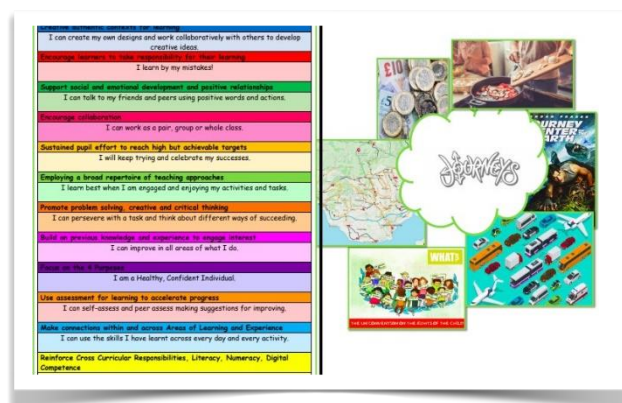 Creative authentic contexts for learning
I can create my own designs and work collaboratively with others to develop
creative ideas.
Encourage learners to take responsibility for their learning
I learn by my mistakes!
Support social and emotional development and positive relationships
I can talk to my friends and peers using positive words and actions.
Encourage collaboration
I can work as a pair, group or whole class.
Sustained pupil effort to reach high but achievable targets
I will keep trying and celebrate my successes.
Employing a broad repertoire of teaching approaches
I learn best when I am engaged and enjoying my activities and tasks.
Promote problem solving, creative and critical thinking
I can persevere with a task and think about different ways of succeeding.
Build on previous knowledge and experience to engage interest
I can improve in all areas of what I do.
Focus on the 4 Purposes
I am a Healthy, Confident Individual.
Use assessment for learning to accelerate progress
I can self-assess and peer assess making suggestions for improving.
Make connections within and across Areas of Learning and Experience
I can use the skills I have learnt across every day and every activity.
Reinforce Cross Curricular Responsibilities, Literacy, Numeracy, Digital
Competence
£10
JOURNEYS
WHAT
THE UN CONVENTION ON THE RIGHTS OF THE CHILD